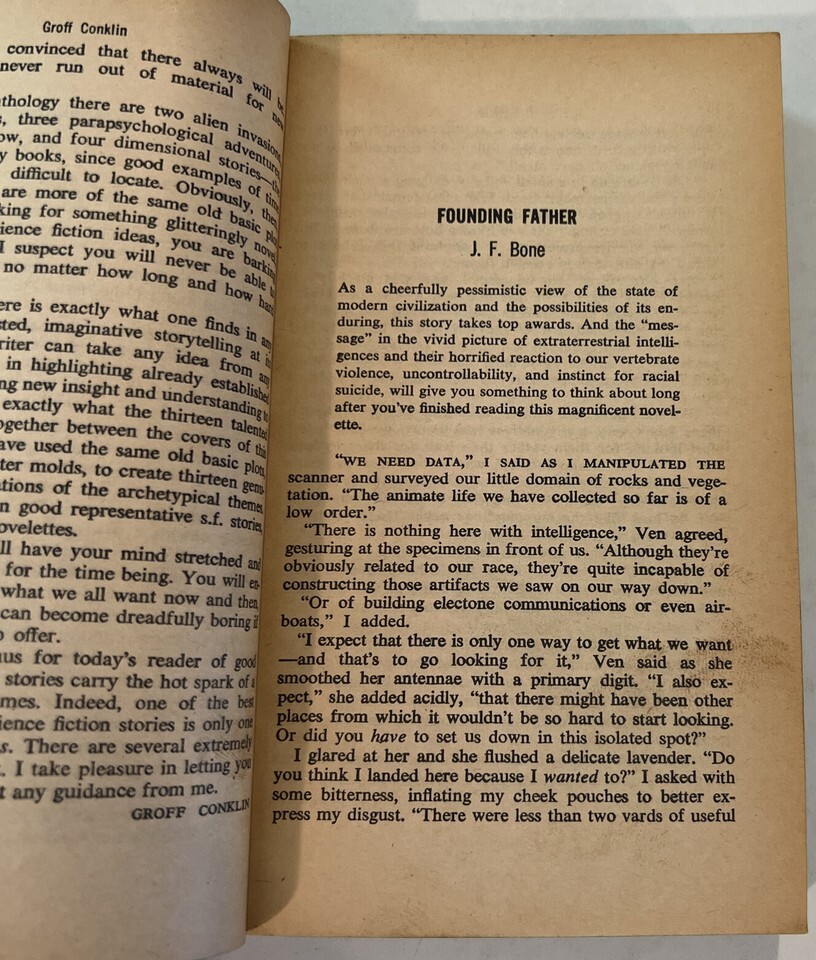 Groff Conklin
convinced that there always will be
never run out of material for new
thology there are two alien invasions
, three parapsychological adventures
ow, and four dimensional stories—the
y books, since good examples of time
difficult to locate. Obviously, they
are more of the same old basic plo
king for something glitteringly novel
ience fiction ideas, you are barking
I suspect you will never be able to
no matter how long and how hard
ere is exactly what one finds in any
ted, imaginative storytelling at i
riter can take any idea from any
in highlighting already established
ng new insight and understanding to
exactly what the thirteen talented
ogether between the covers of this
ave used the same old basic plots,
ter molds, to create thirteen gems
tions of the archetypical themes
n good representative s.f. stories,
ovelettes.
ll have your mind stretched and
for the time being. You will en-
what we all want now and then,
can become dreadfully boring if
o offer.
nus for today's reader of good
stories carry the hot spark of a
mes. Indeed, one of the best
ience fiction stories is only one
s. There are several extremely
. I take pleasure in letting you
t any guidance from me.
GROFF CONKLIN
FOUNDING FATHER
J. F. Bone
As a cheerfully pessimistic view of the state of
modern civilization and the possibilities of its en-
during, this story takes top awards. And the "mes-
sage" in the vivid picture of extraterrestrial intelli-
gences and their horrified reaction to our vertebrate
violence, uncontrollability, and instinct for racial
suicide, will give you something to think about long
after you've finished reading this magnificent novel-
ette.
"WE NEED DATA," I SAID AS I MANIPULATED THE
scanner and surveyed our little domain of rocks and vege-
tation. "The animate life we have collected so far is of a
low order."
"There is nothing here with intelligence," Ven agreed,
gesturing at the specimens in front of us. "Although they're
obviously related to our race, they're quite incapable of
constructing those artifacts we saw on our way down."
"Or of building electone communications or even air-
boats," I added.
"I expect that there is only one way to get what we want
—and that's to go looking for it," Ven said as she
smoothed her antennae with a primary digit. "I also ex-
pect," she added acidly, "that there might have been other
places from which it wouldn't be so hard to start looking.
Or did you have to set us down in this isolated spot?"
I glared at her and she flushed a delicate lavender. "Do
you think I landed here because I wanted to?" I asked with
some bitterness, inflating my cheek pouches to better ex-
press my disgust. "There were less than two vards of useful